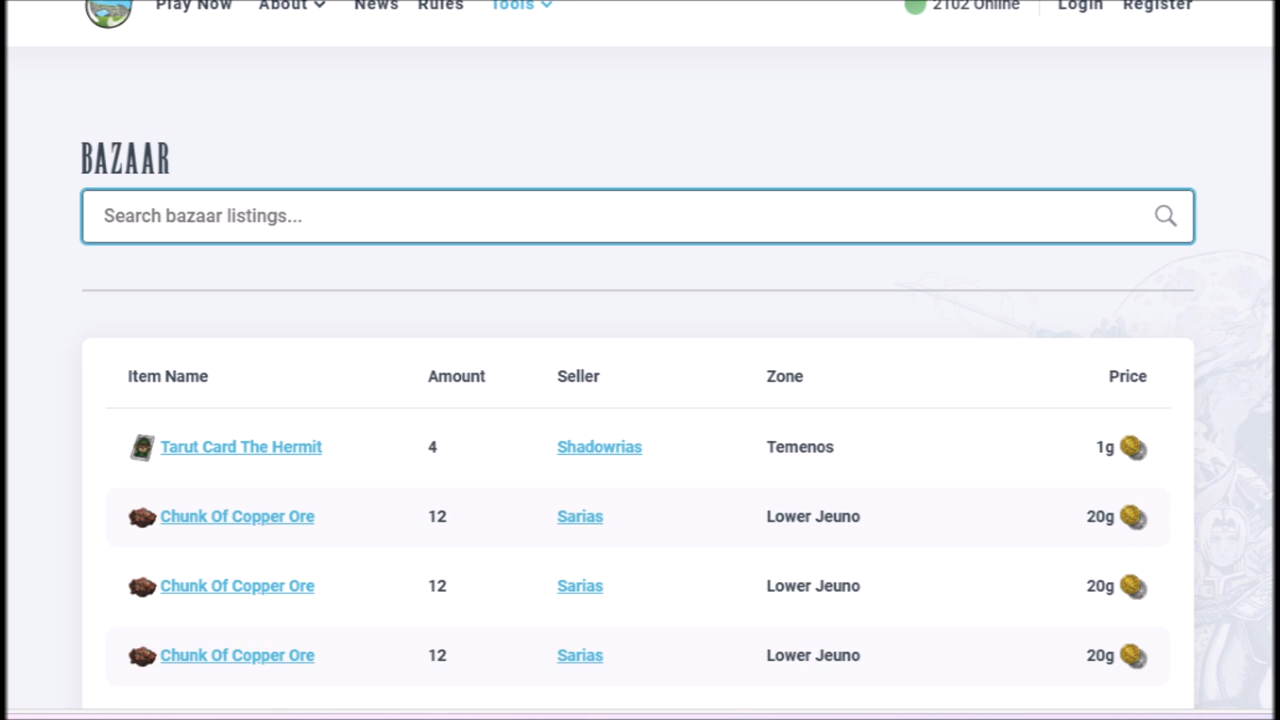 Play Now About News Rules Tools 2102 Online Login Register
BAZAAR
Search bazaar listings...
Item Name Amount Seller Zone Price
Tarut Card The Hermit 4 Shadowrias Temenos 1g
Chunk Of Copper Ore 12 Sarias Lower Jeuno 20g
Chunk Of Copper Ore 12 Sarias Lower Jeuno 20g
Chunk Of Copper Ore 12 Sarias Lower Jeuno 20g